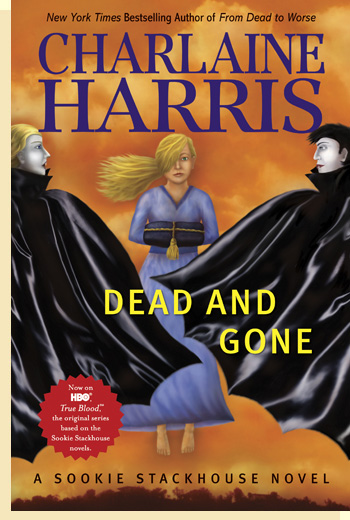 New York Times Bestselling Author of From Dead to Worse
CHARLAINE
HARRIS
DEAD AND
GONE
Now on
HBO®
True Blood,™
the original series
based on the
Sookie Stackhouse
novels.
A SOOKIE STACKHOUSE NOVEL